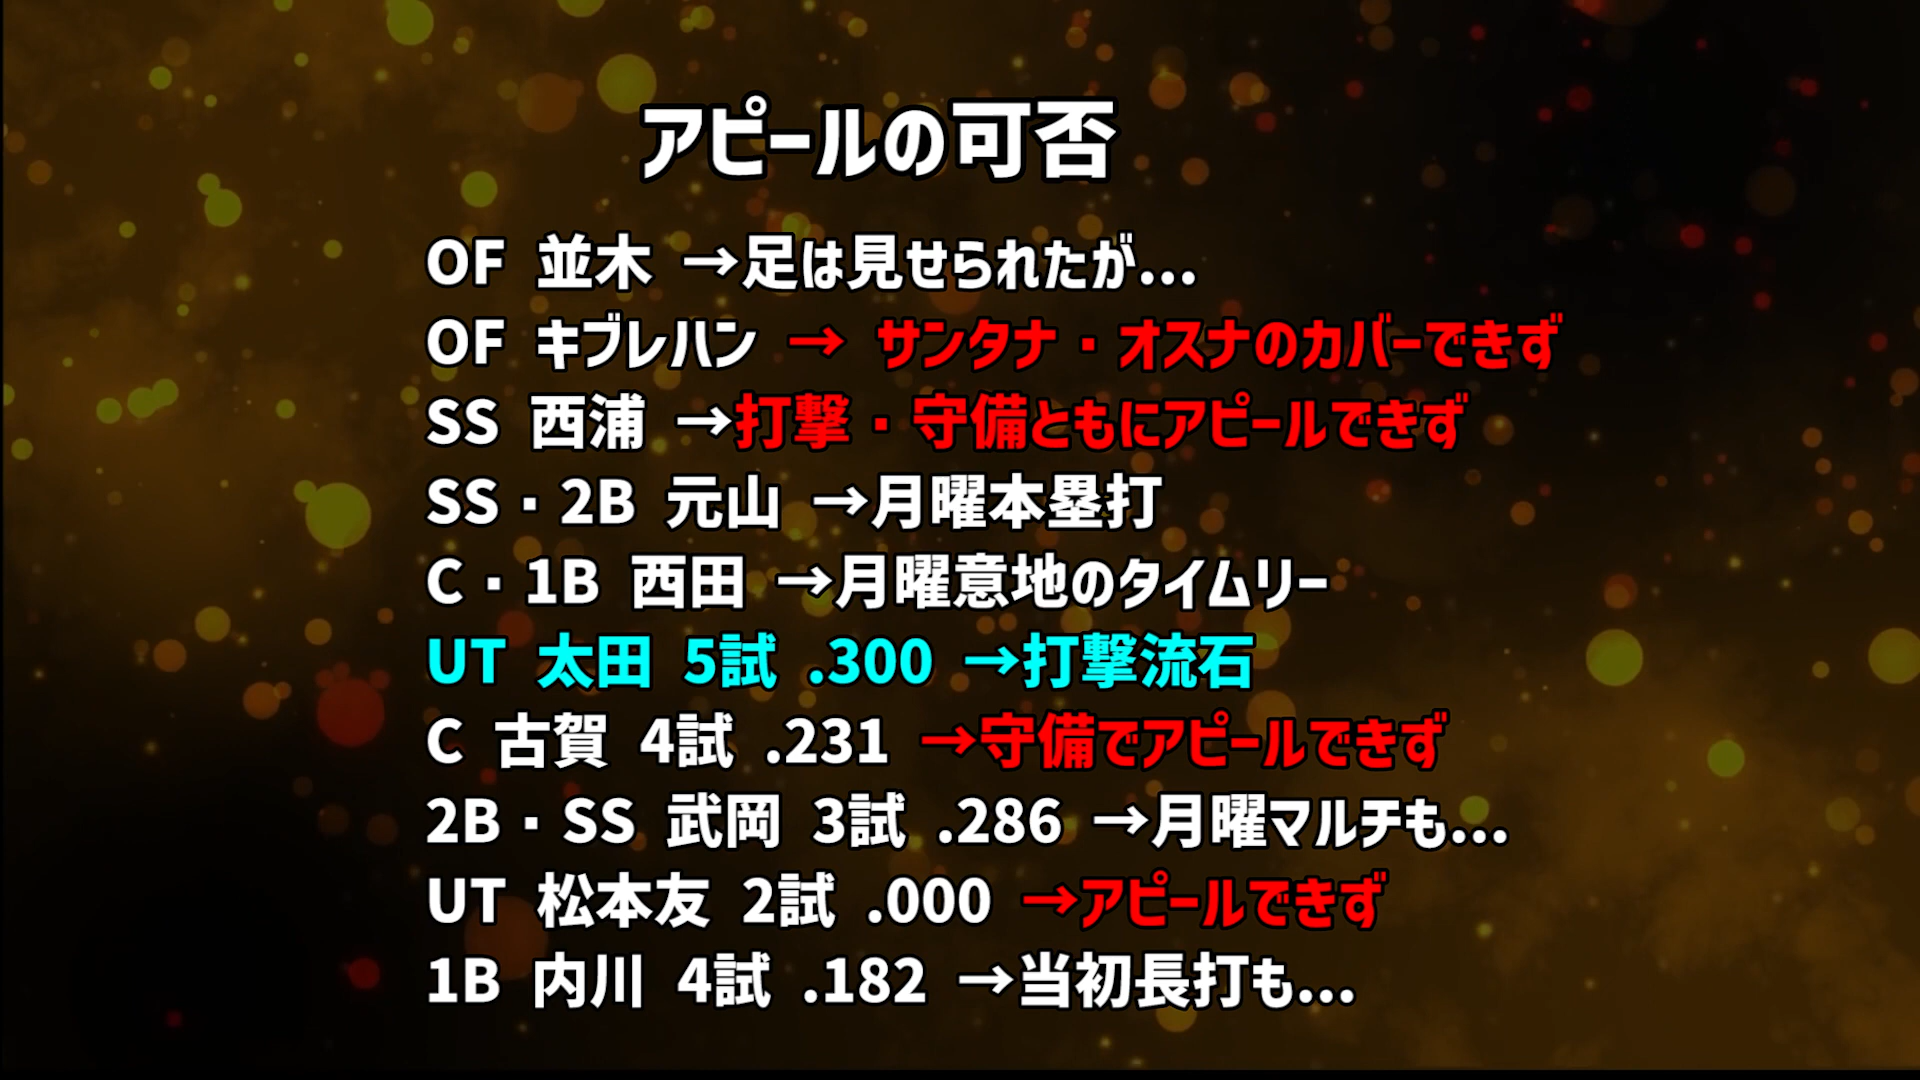 アピールの可否
OF 並木 →足は見せられたが…
OF キブレハン → サンタナ・オスナのカバーできず
SS 西浦 →打撃・守備ともにアピールできず
SS・2B 元山 →月曜本塁打
C・1B 西田 →月曜意地のタイムリー
UT 太田 5試 .300 →打撃流石
C 古賀 4試 .231 →守備でアピールできず
2B・SS 武岡 3試 .286 →月曜マルチも…
UT 松本友 2試 .000 →アピールできず
1B 内川 4試 .182 →当初長打も…